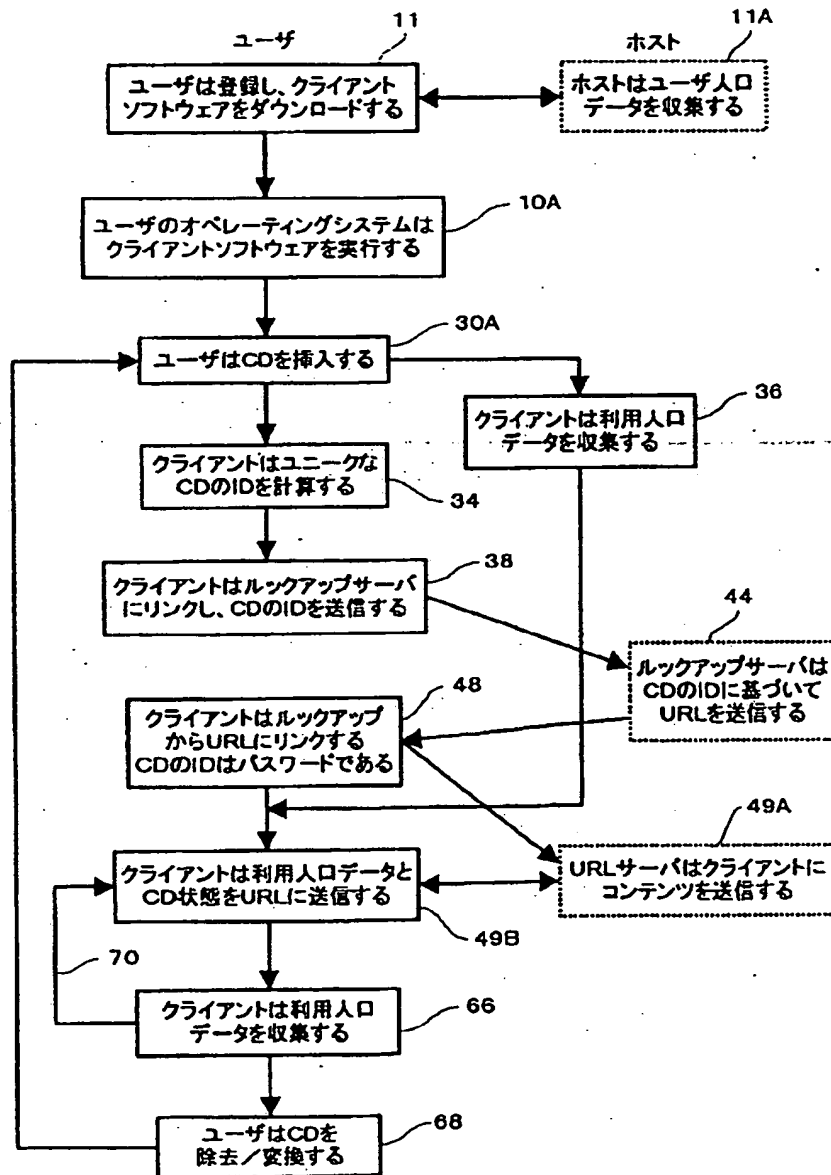 ユーザ
11
ホスト
11A
ユーザは登録し、クライアント
ソフトウェアをダウンロードする
ホストはユーザ人口
データを収集する
10A
ユーザのオペレーティングシステムは
クライアントソフトウェアを実行する
30A
ユーザはCDを挿入する
36
クライアントは利用人口
データを収集する
クライアントはユニークな
CDのIDを計算する
34
38
クライアントはルックアップサーバ
にリンクし、CDのIDを送信する
44
ルックアップサーバは
CDのIDに基づいて
URLを送信する
48
クライアントはルックアップ
からURLにリンクする
CDのIDはパスワードである
49A
クライアントは利用人口データと
CD状態をURLに送信する
URLサーバはクライアントに
コンテンツを送信する
49B
70
クライアントは利用人口
データを収集する
66
ユーザはCDを
除去/変換する
68